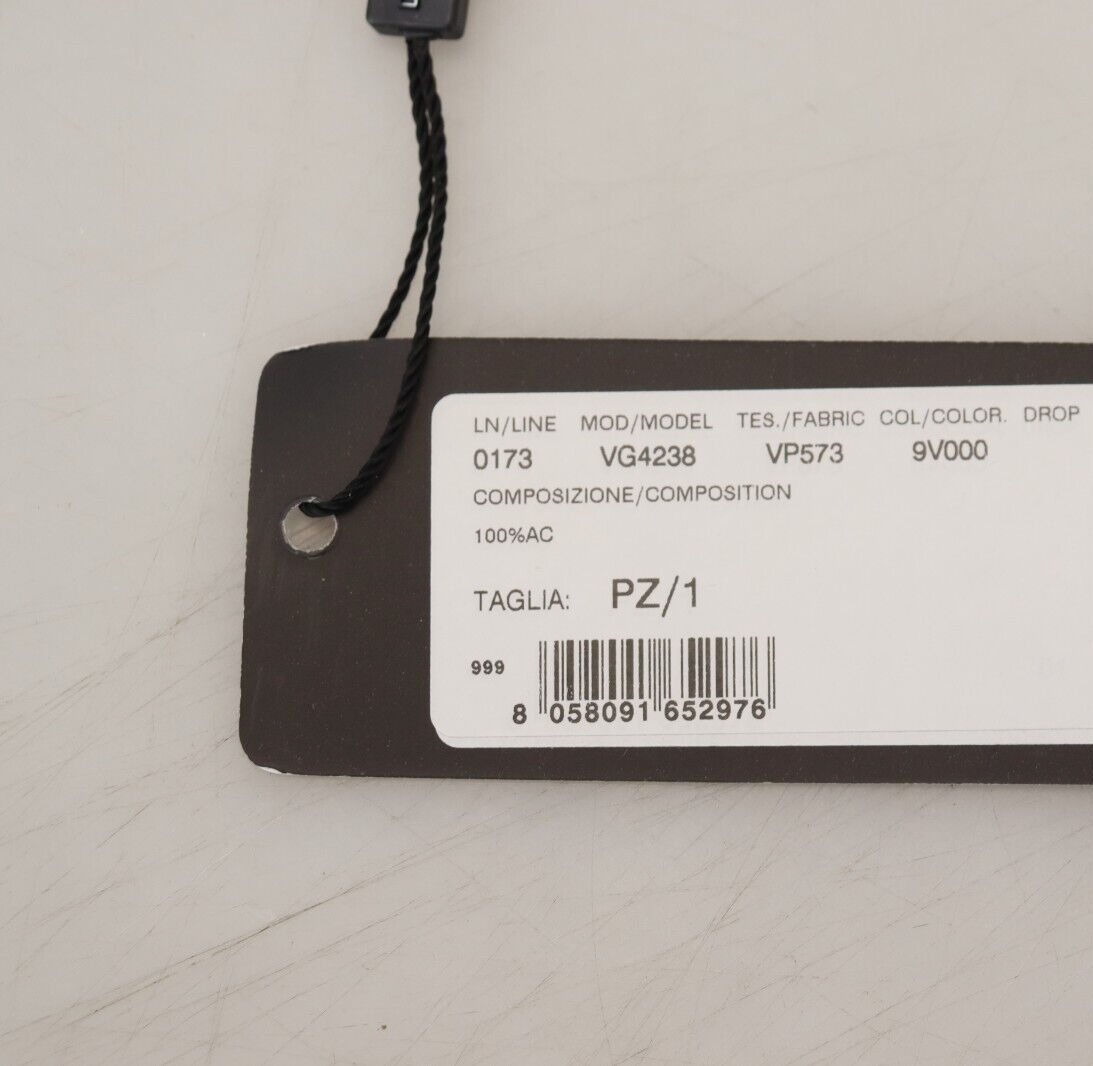 L
LN/LINE MOD/MODEL TES./FABRIC COL/COLOR. DROP
0173 VG4238 VP573 9V000
COMPOSIZIONE/COMPOSITION
100%AC
TAGLIA: PZ/1
999
8 058091 652976